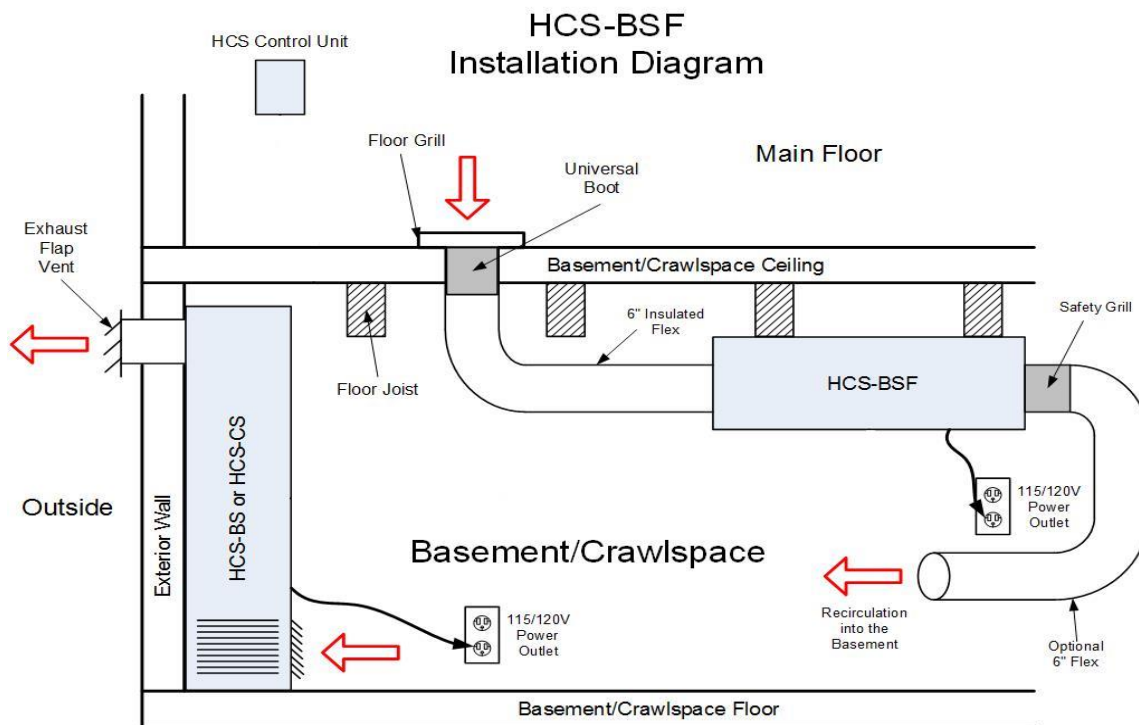 HCS-BSF
Installation Diagram
HCS Control Unit
Floor Grill
Universal
Boot
Main Floor
Exhaust
Flap
Vent
Basement/Crawlspace Ceiling
6" Insulated
Flex
Safety Grill
Floor Joist
HCS-BSF
HCS-BS or HCS-CS
Exterior Wall
Outside
115/120V
Power
Outlet
Basement/Crawlspace
115/120V
Power
Outlet
Recirculation
into the
Basement
Optional
6" Flex
Basement/Crawlspace Floor